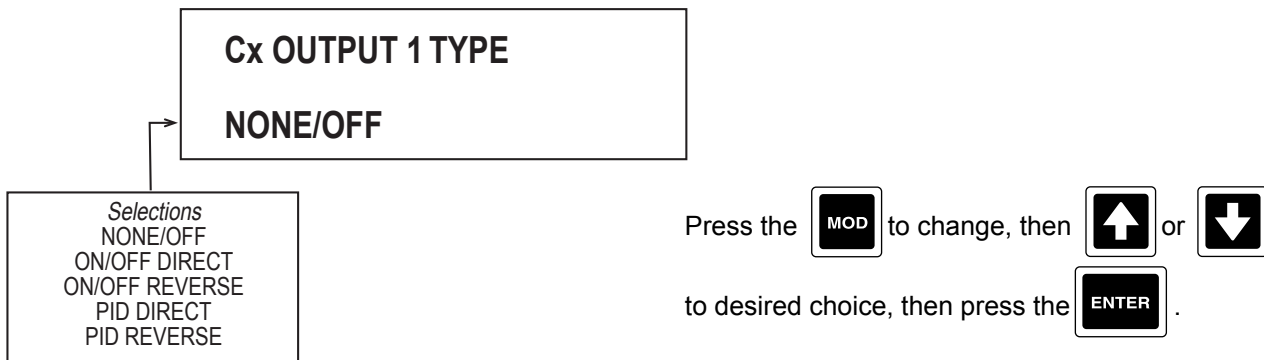 Cx OUTPUT 1 TYPE
NONE/OFF
Selections
NONE/OFF
ON/OFF DIRECT
ON/OFF REVERSE
PID DIRECT
PID REVERSE
Press the MOD to change, then or
to desired choice, then press the ENTER .